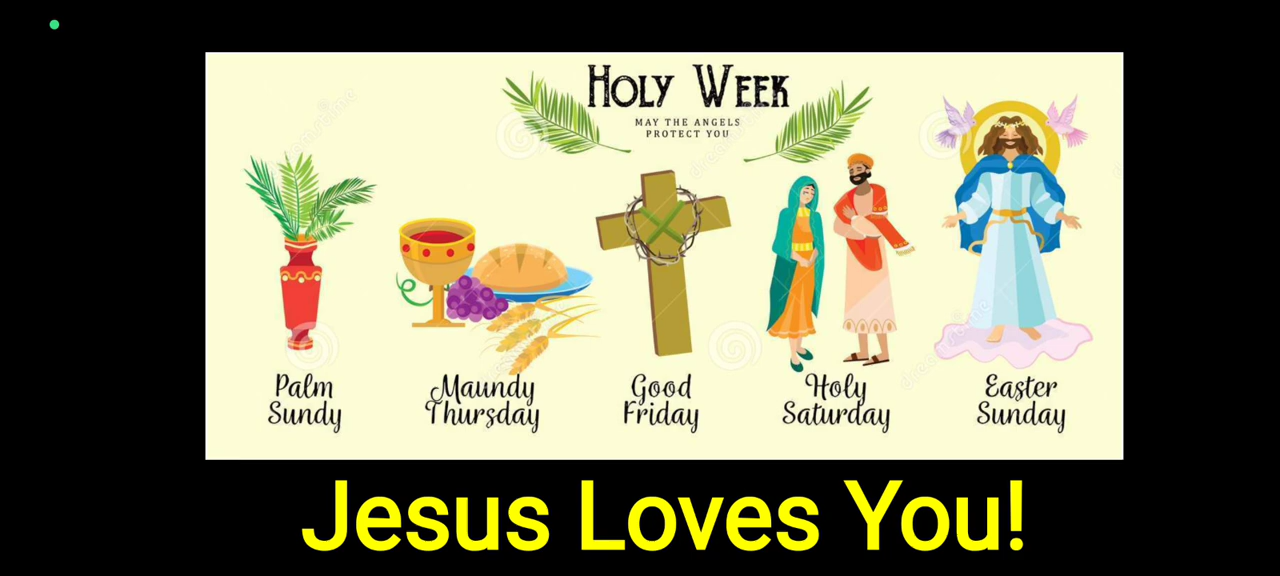 HOLY WEEK
MAY THE ANGELS
PROTECT YOU
Palm
Sundy
Maundy
Thursday
Good
Friday
Holy
Saturday
Easter
Sunday
Jesus Loves You!